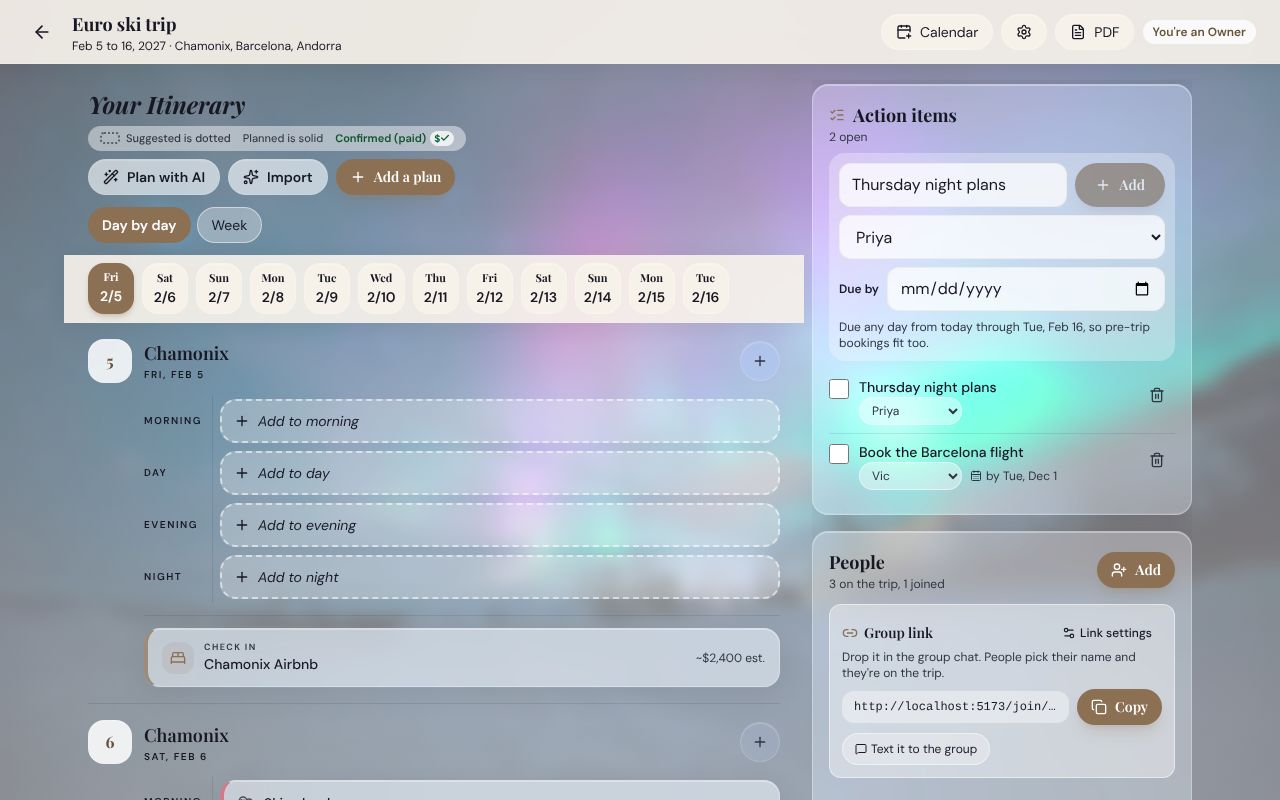 Euro ski trip
Feb 5 to 16, 2027 · Chamonix, Barcelona, Andorra
Calendar
PDF
You're an Owner
Your Itinerary
Suggested is dotted Planned is solid Confirmed (paid) $✓
Plan with AI
Import
+ Add a plan
Day by day
Week
Fri 2/5
Sat 2/6
Sun 2/7
Mon 2/8
Tue 2/9
Wed 2/10
Thu 2/11
Fri 2/12
Sat 2/13
Sun 2/14
Mon 2/15
Tue 2/16
5
Chamonix
FRI, FEB 5
+
MORNING
+ Add to morning
DAY
+ Add to day
EVENING
+ Add to evening
NIGHT
+ Add to night
CHECK IN
Chamonix Airbnb
~$2,400 est.
6
Chamonix
SAT, FEB 6
+
Action items
2 open
Thursday night plans
+ Add
Priya
Due by
mm/dd/yyyy
Due any day from today through Tue, Feb 16, so pre-trip
bookings fit too.
Thursday night plans
Priya
Book the Barcelona flight
Vic
by Tue, Dec 1
People
3 on the trip, 1 joined
Add
Group link
Link settings
Drop it in the group chat. People pick their name and
they're on the trip.
http://localhost:5173/join/…
Copy
Text it to the group